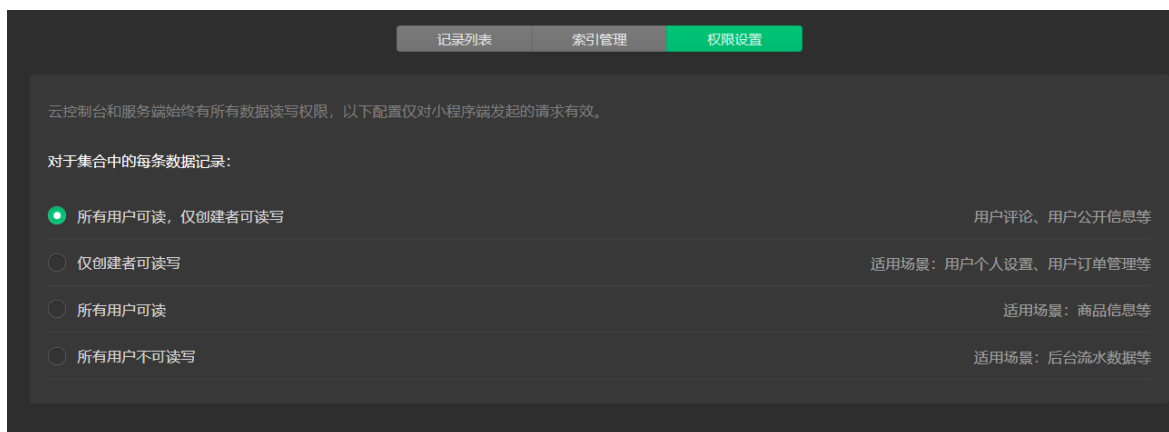 记录列表 索引管理 权限设置
云控制台和服务端始终有所有数据读写权限，以下配置仅对小程序端发起的请求有效。
对于集合中的每条数据记录：
所有用户可读，仅创建者可读写 用户评论、用户公开信息等
仅创建者可读写 适用场景：用户个人设置、用户订单管理等
所有用户可读 适用场景：商品信息等
所有用户不可读写 适用场景：后台流水数据等